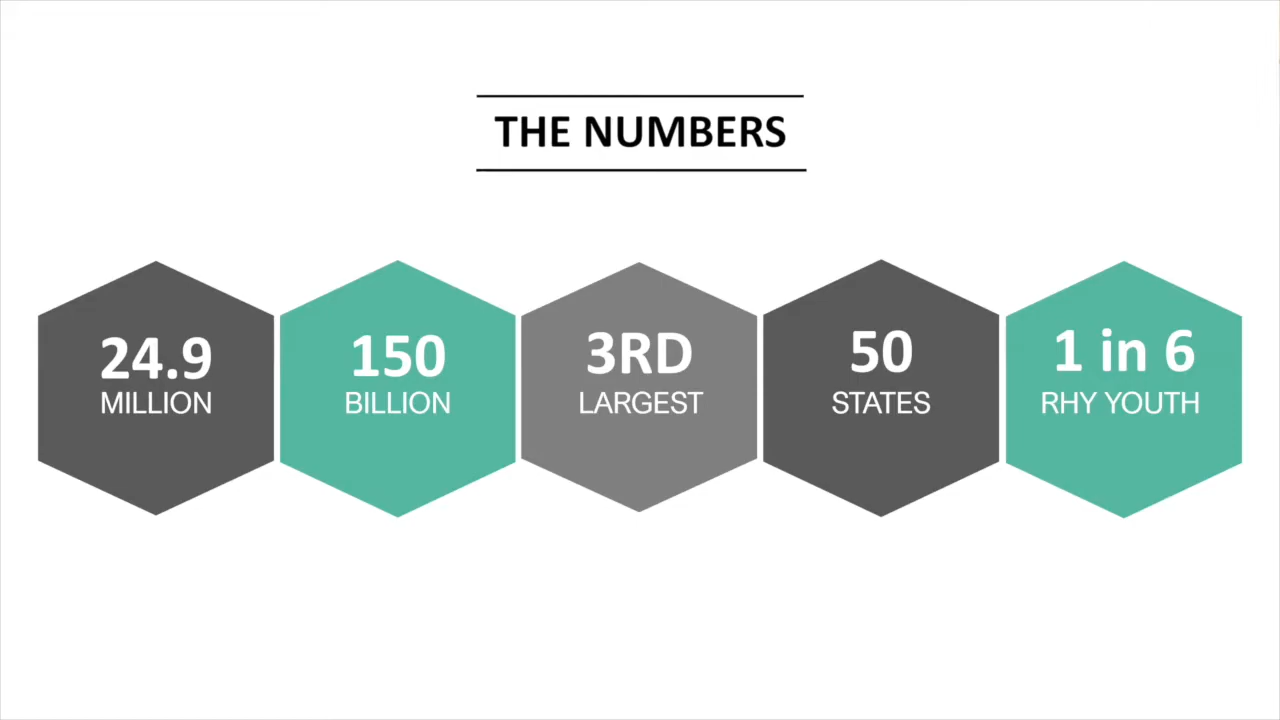 THE NUMBERS
24.9
MILLION
150
BILLION
3RD
LARGEST
50
STATES
1 in 6
RHY YOUTH